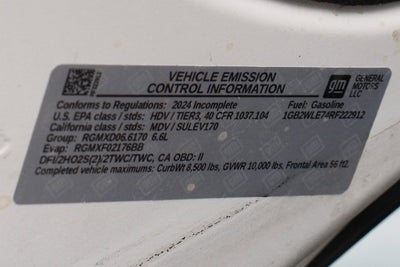 VEHICLE EMISSION
CONTROL INFORMATION
gm
GENERAL
MOTORS
LLC
Conforms to Regulations: 2024 Incomplete Fuel: Gasoline
U.S. EPA class / stds: HDV / TIER3, 40 CFR 1037.104 1GB2WLE74RF222912
California class / stds: MDV / SULEV170
Group: RGMXD06.6170 6.6L
Evap: RGMXF02176BB
DFI/2HO2S(2)/2TWC/TWC, CA OBD: II
Completed vehicle maximums: CurbWt 8,500 lbs, GVWR 10,000 lbs, Frontal Area 56 ft2.